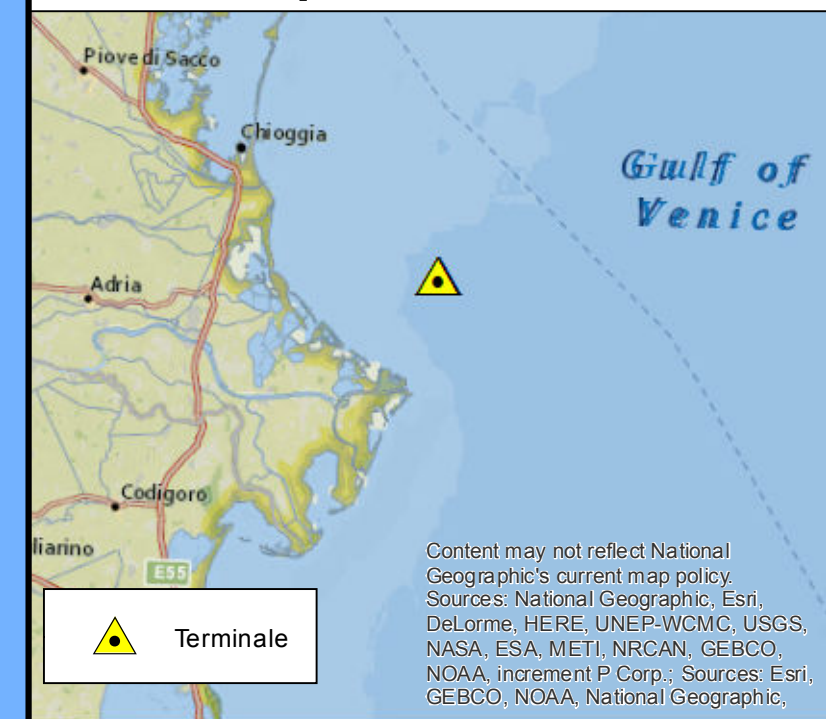 Piove di Sacco
Chioggia
Gulf of
Venice
Adria
Codigoro
liarino
E55
Terminale
Content may not reflect National
Geographic's current map policy.
Sources: National Geographic, Esri,
DeLorme, HERE, UNEP-WCMC, USGS,
NASA, ESA, METI, NRCAN, GEBCO,
NOAA, increment P Corp.; Sources: Esri,
GEBCO, NOAA, National Geographic,